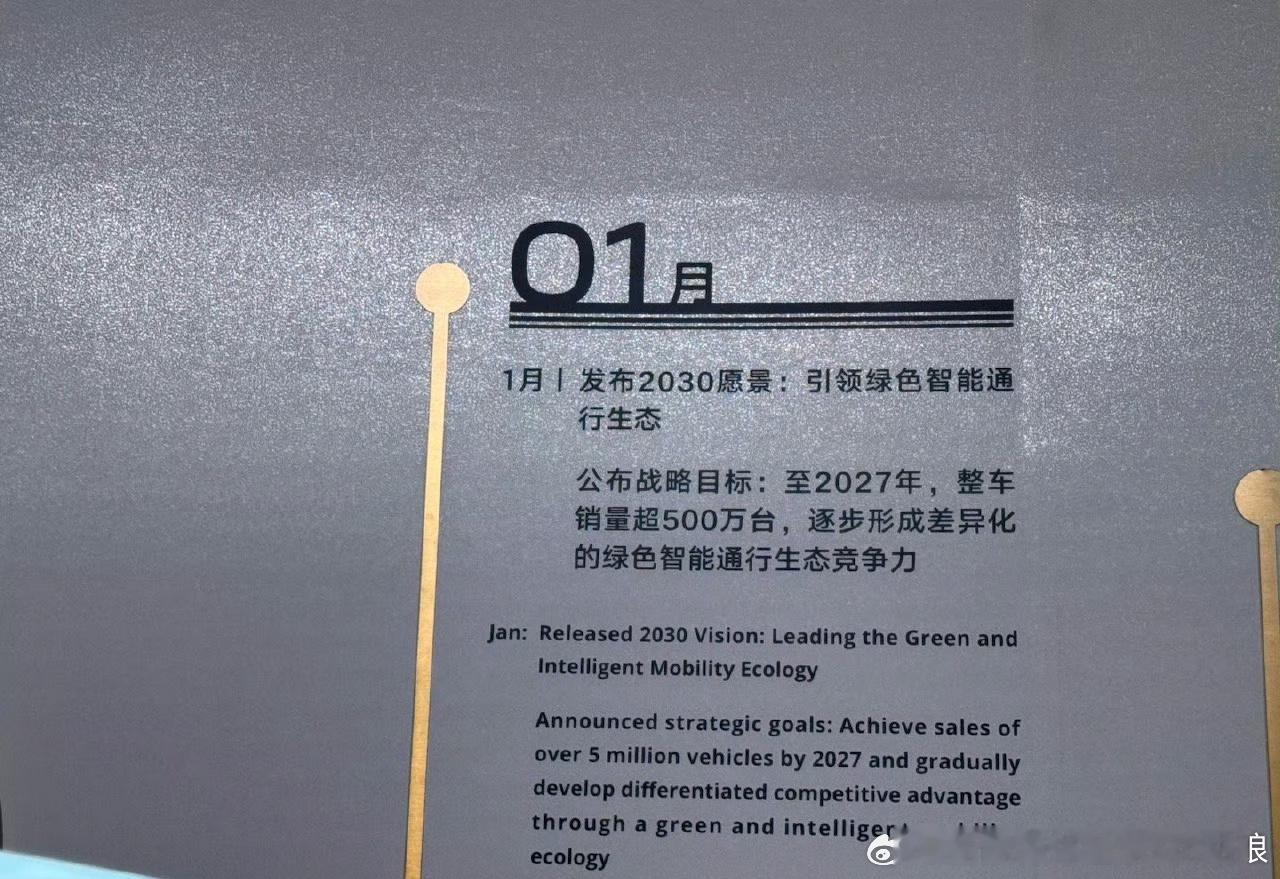 01月
1月 | 发布2030愿景：引领绿色智能通
行生态
公布战略目标：至2027年，整车
销量超500万台，逐步形成差异化
的绿色智能通行生态竞争力
Jan: Released 2030 Vision: Leading the Green and
Intelligent Mobility Ecology
Announced strategic goals: Achieve sales of
over 5 million vehicles by 2027 and gradually
develop differentiated competitive advantage
through a green and
ecology
良